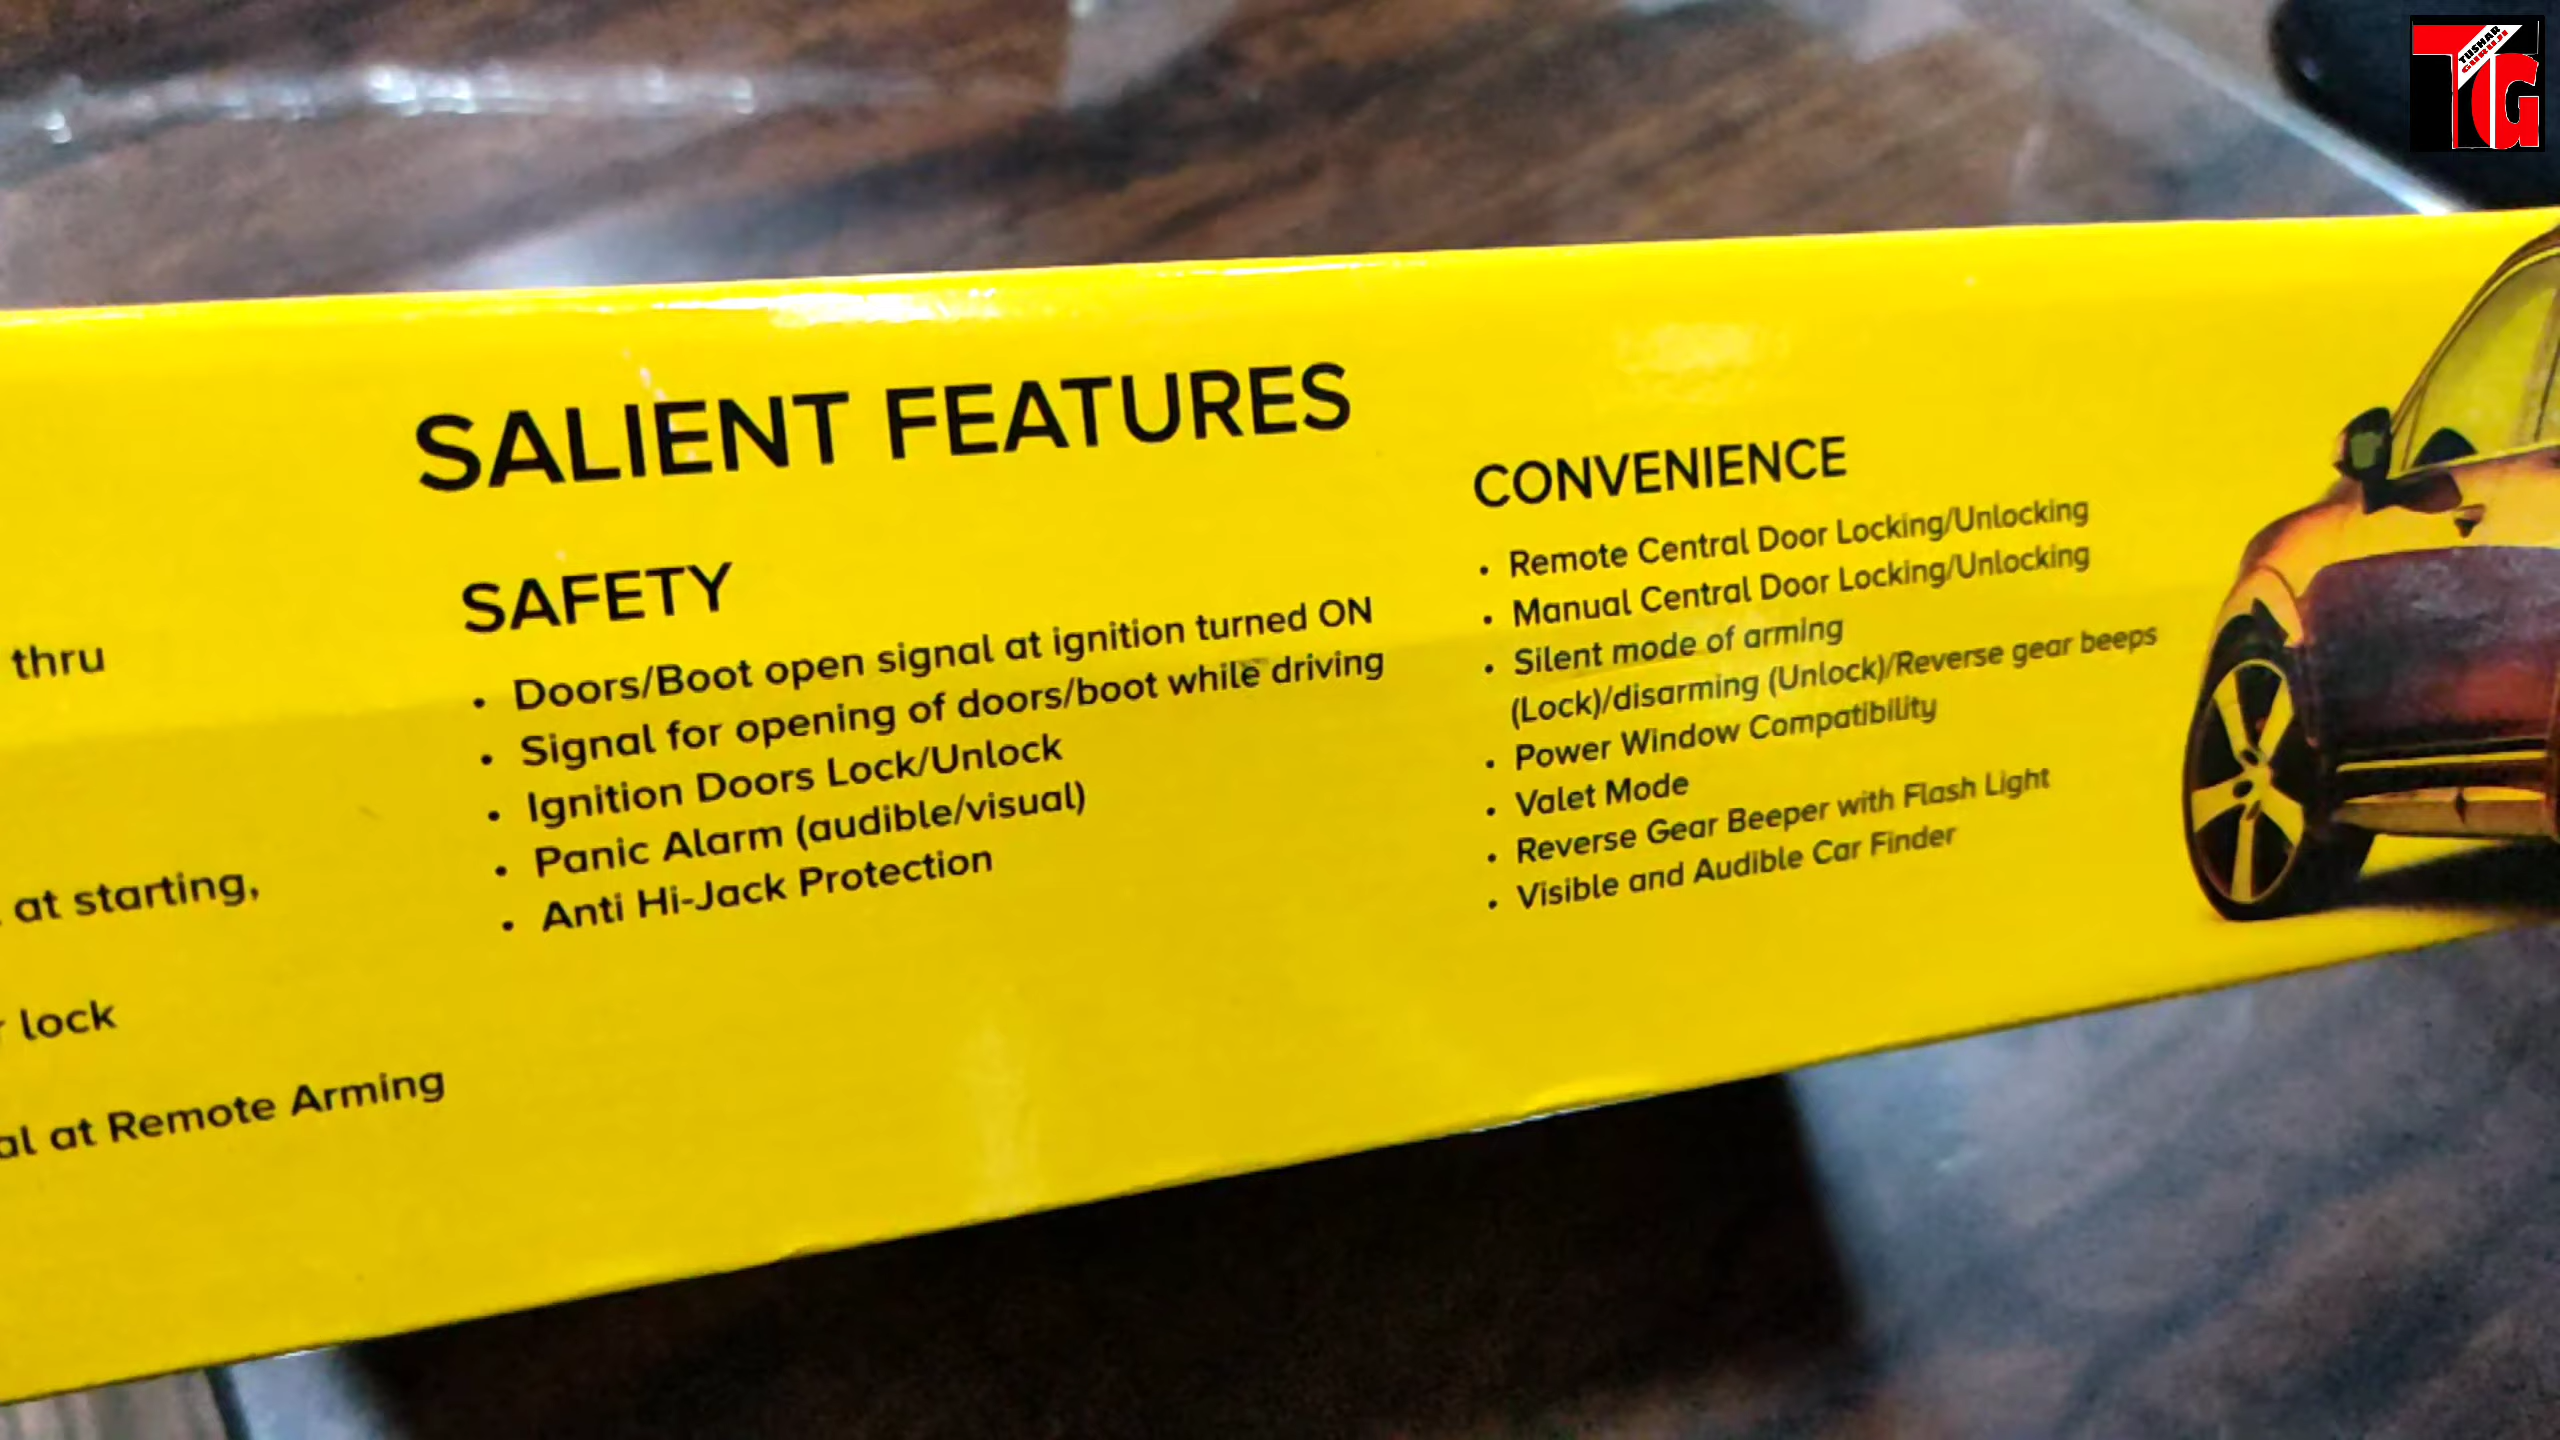 TUSHAR
GURUJI
TG
SALIENT FEATURES
thru
at starting,
lock
al at Remote Arming
SAFETY
• Doors/Boot open signal at ignition turned ON
• Signal for opening of doors/boot while driving
• Ignition Doors Lock/Unlock
• Panic Alarm (audible/visual)
• Anti Hi-Jack Protection
CONVENIENCE
• Remote Central Door Locking/Unlocking
• Manual Central Door Locking/Unlocking
• Silent mode of arming
(Lock)/disarming (Unlock)/Reverse gear beeps
• Power Window Compatibility
• Valet Mode
• Reverse Gear Beeper with Flash Light
• Visible and Audible Car Finder